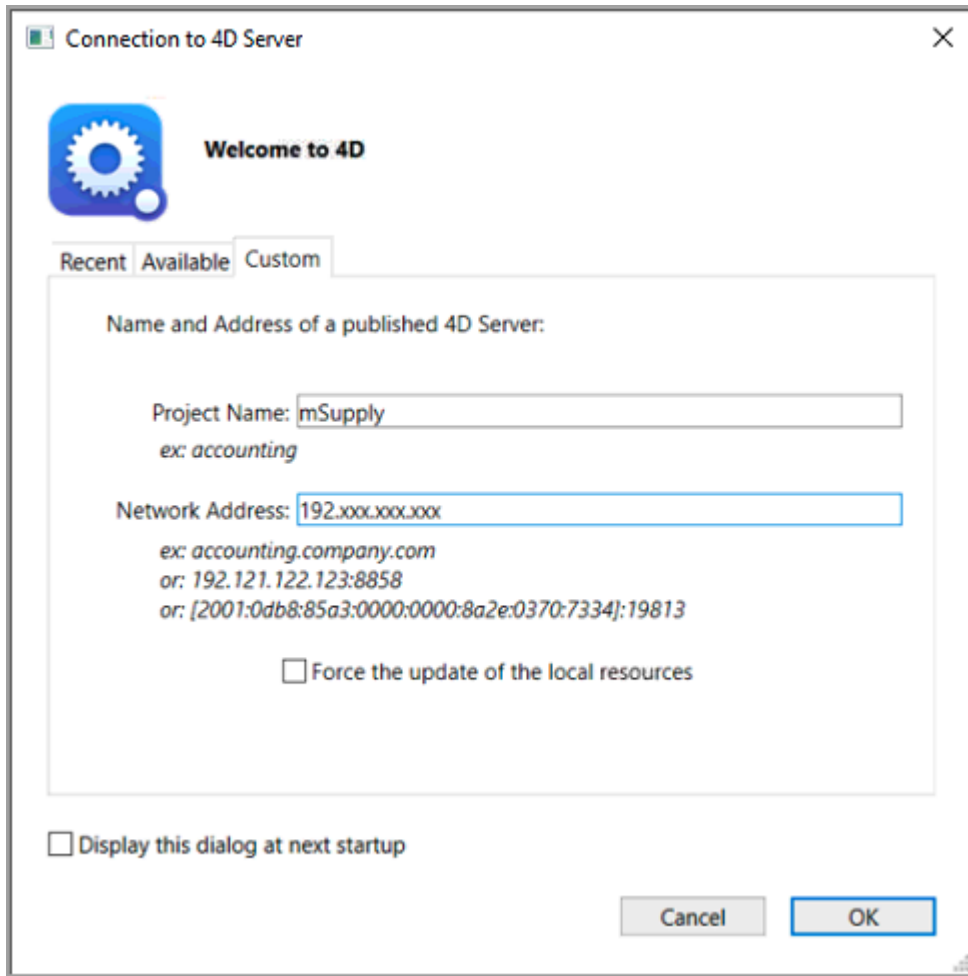 Connection to 4D Server
Welcome to 4D
Recent Available Custom
Name and Address of a published 4D Server:
Project Name: mSupply
ex: accounting
Network Address: 192.xxx.xxx.xxx
ex: accounting.company.com
or: 192.121.122.123:8858
or: [2001:0db8:85a3:0000:0000:8a2e:0370:7334]:19813
Force the update of the local resources
Display this dialog at next startup
Cancel OK